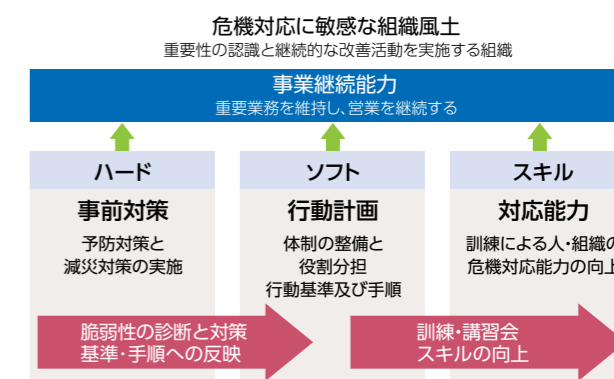 危機対応に敏感な組織風土
重要性の認識と継続的な改善活動を実施する組織
事業継続能力
重要業務を維持し、営業を継続する
ハード
事前対策
予防対策と
減災対策の実施
ソフト
行動計画
体制の整備と
役割分担
行動基準及び手順
スキル
対応能力
訓練による人・組織の
危機対応能力の向上
脆弱性の診断と対策
基準・手順への反映
訓練・講習会
スキルの向上